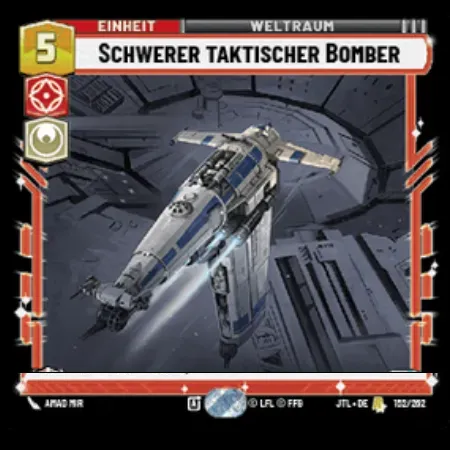 EINHEIT
WELTRAUM
5
SCHWERER TAKTISCHER BOMBER
AMAD MIR
A
© LFL © FFG
JTL • DE